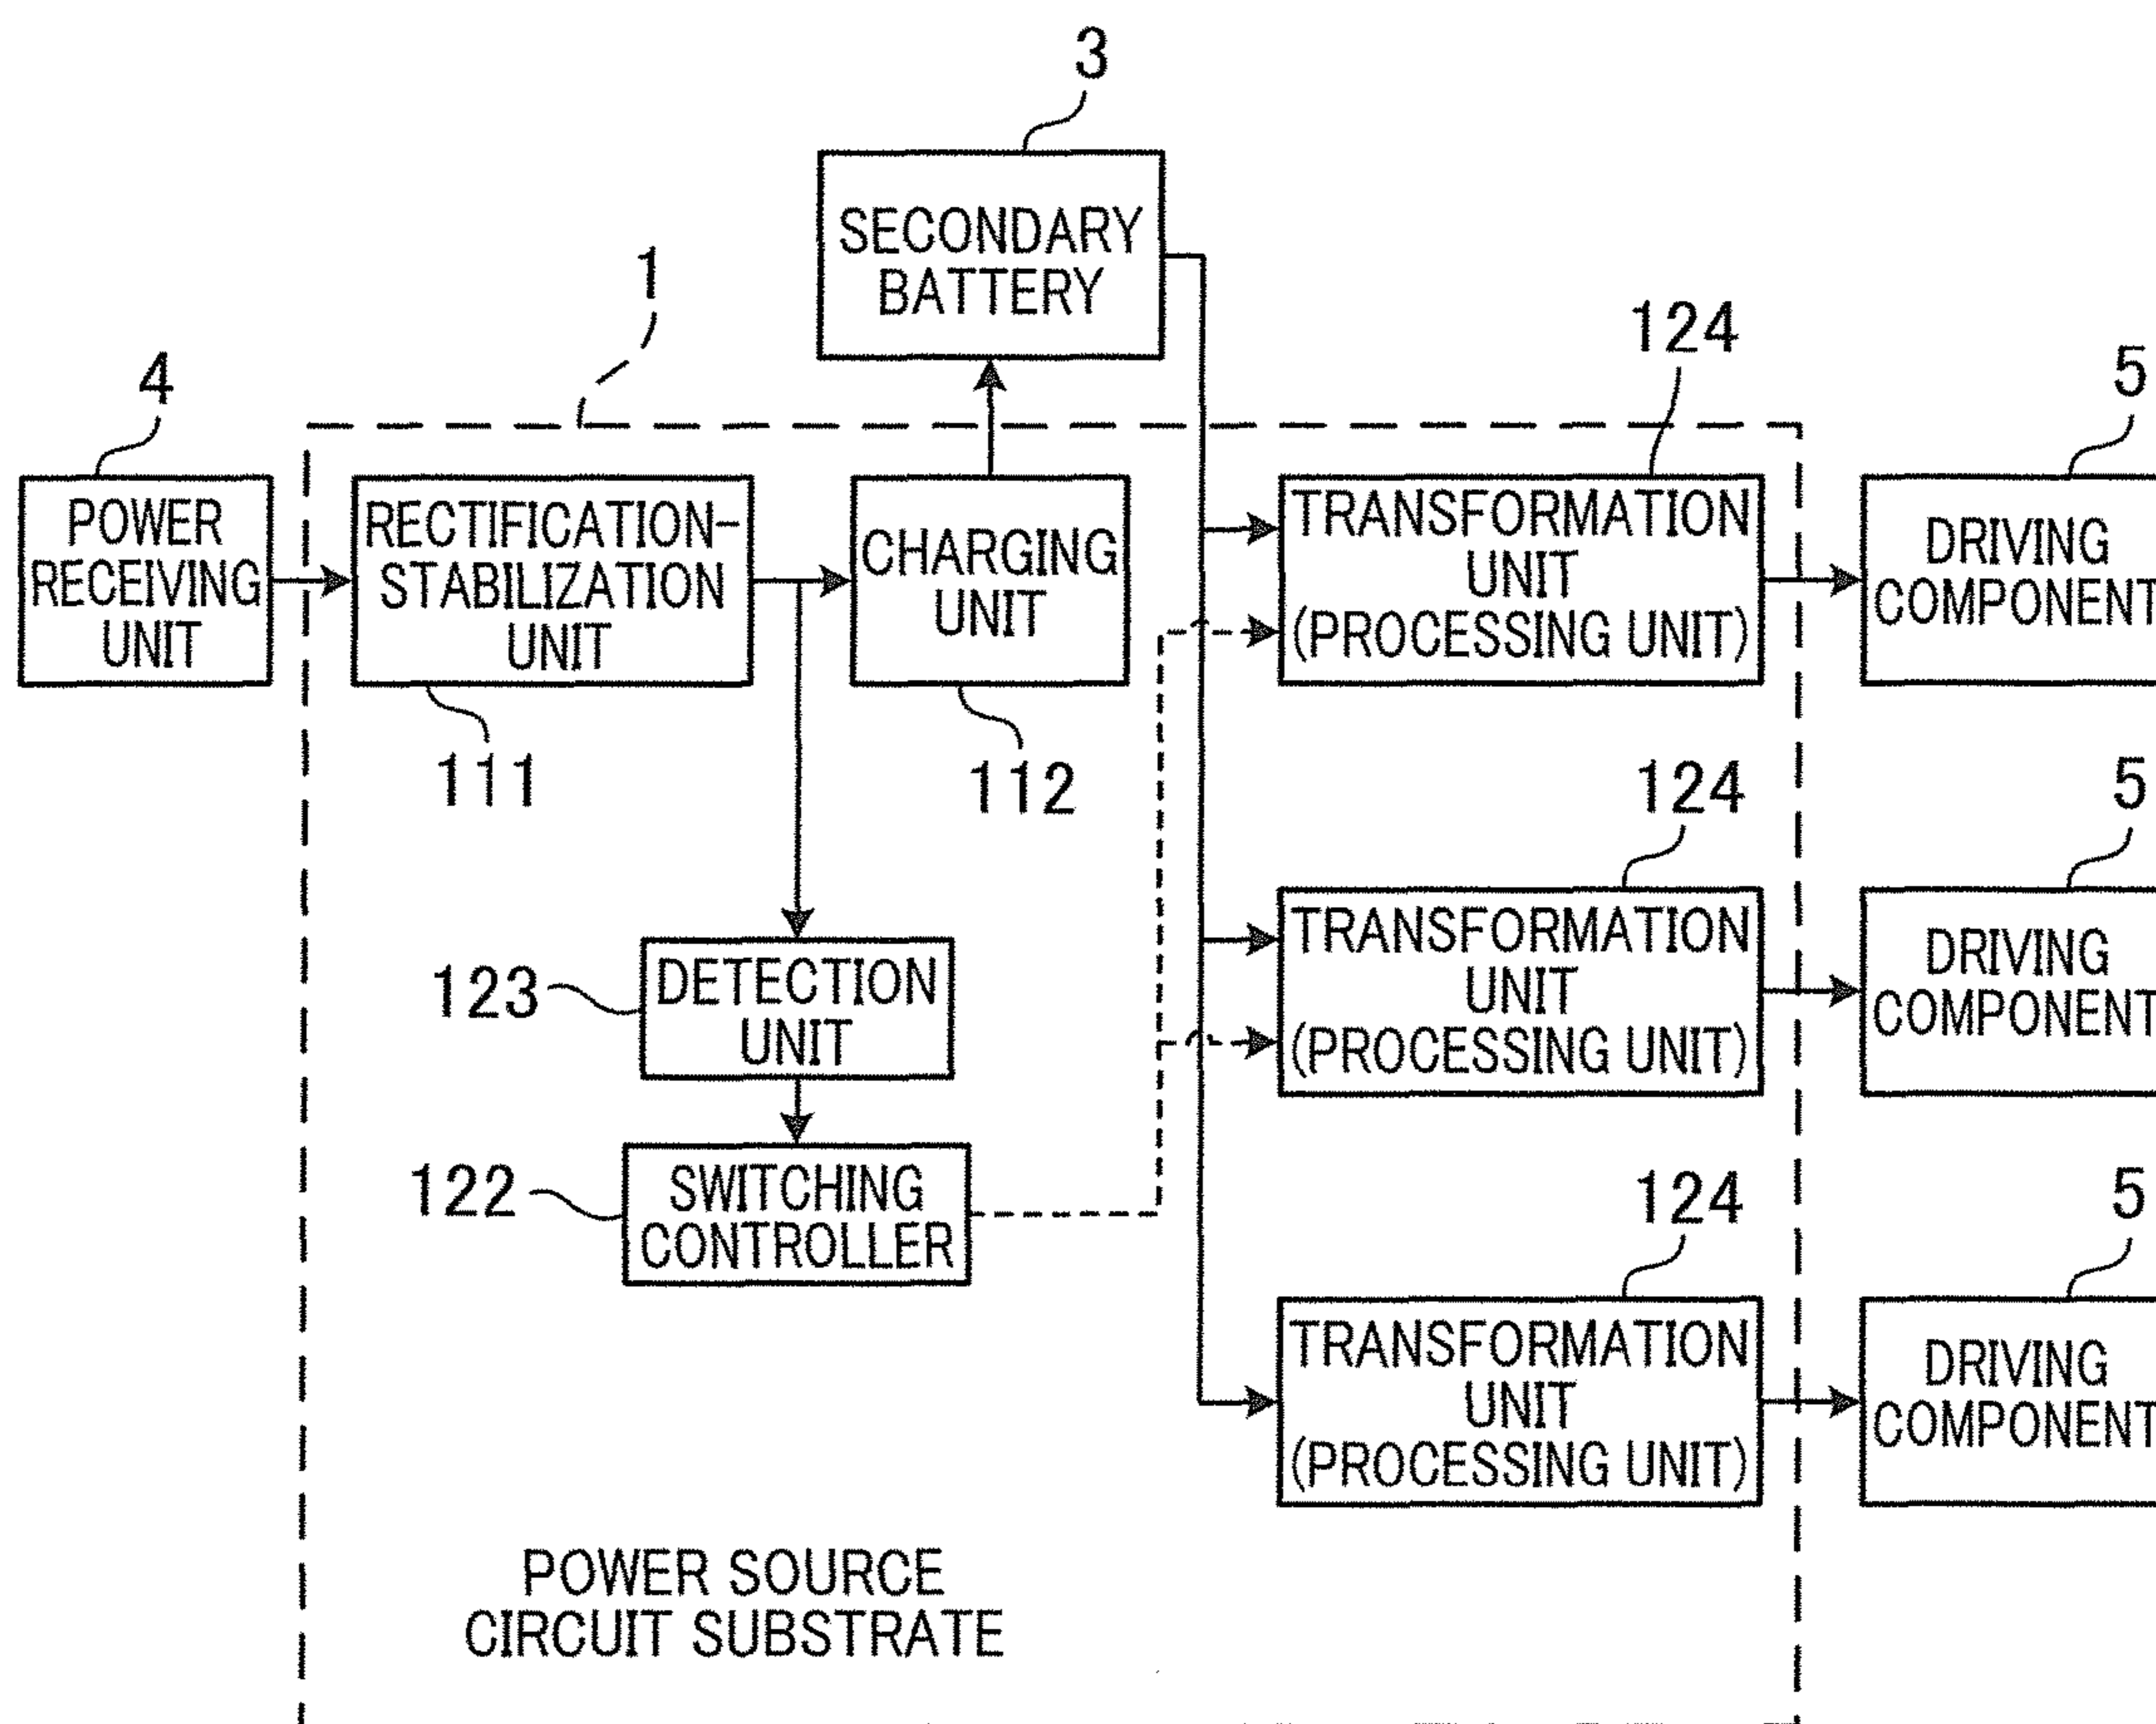 3
SECONDARY
BATTERY
1
4
124
5
POWER
RECEIVING
UNIT
RECTIFICATION-
STABILIZATION
UNIT
CHARGING
UNIT
TRANSFORMATION
UNIT
(PROCESSING UNIT)
DRIVING
COMPONENT
111
112
124
5
123
DETECTION
UNIT
TRANSFORMATION
UNIT
(PROCESSING UNIT)
DRIVING
COMPONENT
122
SWITCHING
CONTROLLER
124
5
TRANSFORMATION
UNIT
(PROCESSING UNIT)
DRIVING
COMPONENT
POWER SOURCE
CIRCUIT SUBSTRATE